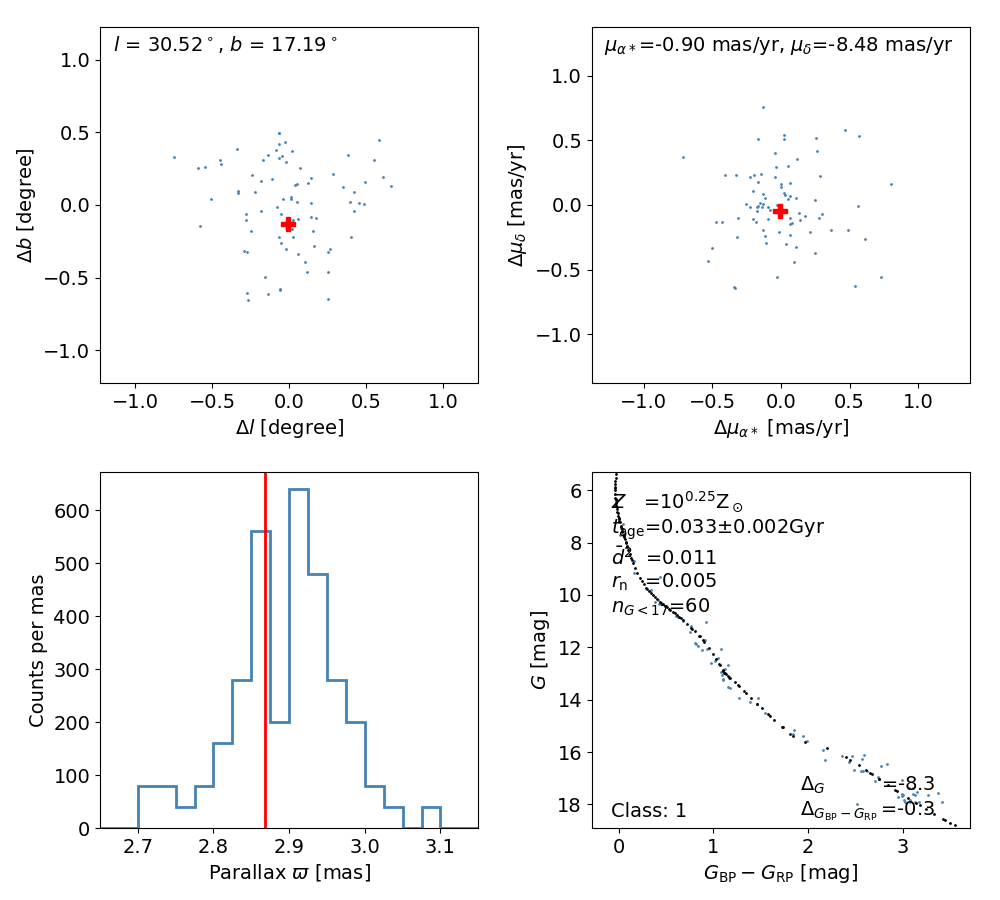 l = 30.52°, b = 17.19°
1.0
0.5
0.0
−0.5
−1.0
Δb [degree]
−1.0 −0.5 0.0 0.5 1.0
Δl [degree]
μα*=-0.90 mas/yr, μδ=-8.48 mas/yr
1.0
0.5
0.0
−0.5
−1.0
Δμδ [mas/yr]
−1.0 −0.5 0.0 0.5 1.0
Δμα* [mas/yr]
600
500
400
300
200
100
0
Counts per mas
2.7 2.8 2.9 3.0 3.1
Parallax ϖ [mas]
6
8
10
12
14
16
18
G [mag]
Z =10^0.25 Z⊙
tage=0.033±0.002Gyr
d̄² =0.011
rn =0.005
nG<17=60
ΔG =-8.3
Class: 1
ΔGBP−GRP =-0.3
0 1 2 3
GBP − GRP [mag]